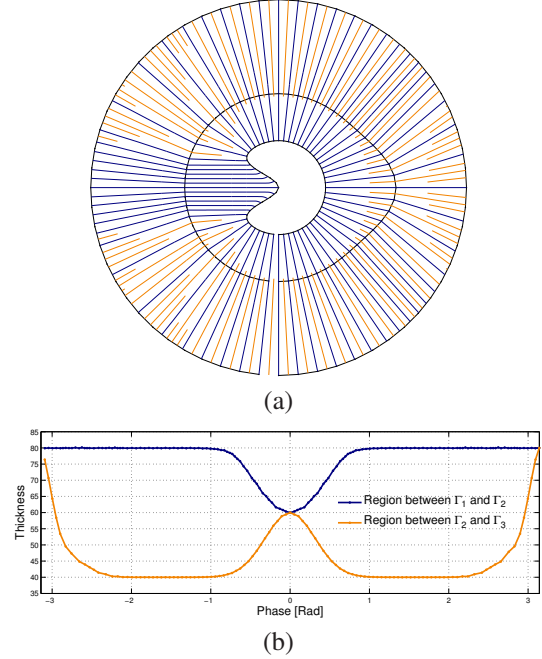 (a)
85
80
75
70
65
60
55
50
45
40
35
Thickness
Region between Γ₁ and Γ₂
Region between Γ₂ and Γ₃
−3 −2 −1 0 1 2 3
Phase [Rad]
(b)